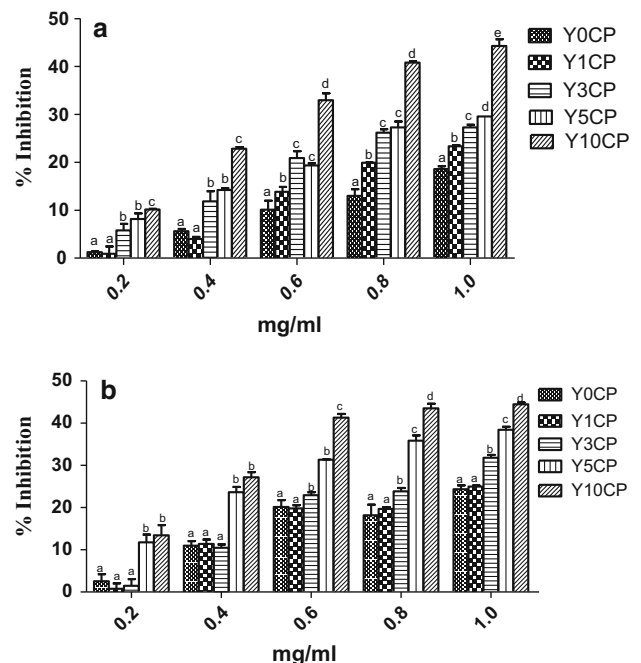 a
Y0CP
Y1CP
Y3CP
Y5CP
Y10CP
% Inhibition
50
40
30
20
10
0
a a b b c
a a b b c
a b c c d
a b c c d
a b c d e
0.2 0.4 0.6 0.8 1.0
mg/ml
b
Y0CP
Y1CP
Y3CP
Y5CP
Y10CP
% Inhibition
50
40
30
20
10
0
a a a b b
a a a b b
a a a b c
a a b c d
a a b c d
0.2 0.4 0.6 0.8 1.0
mg/ml